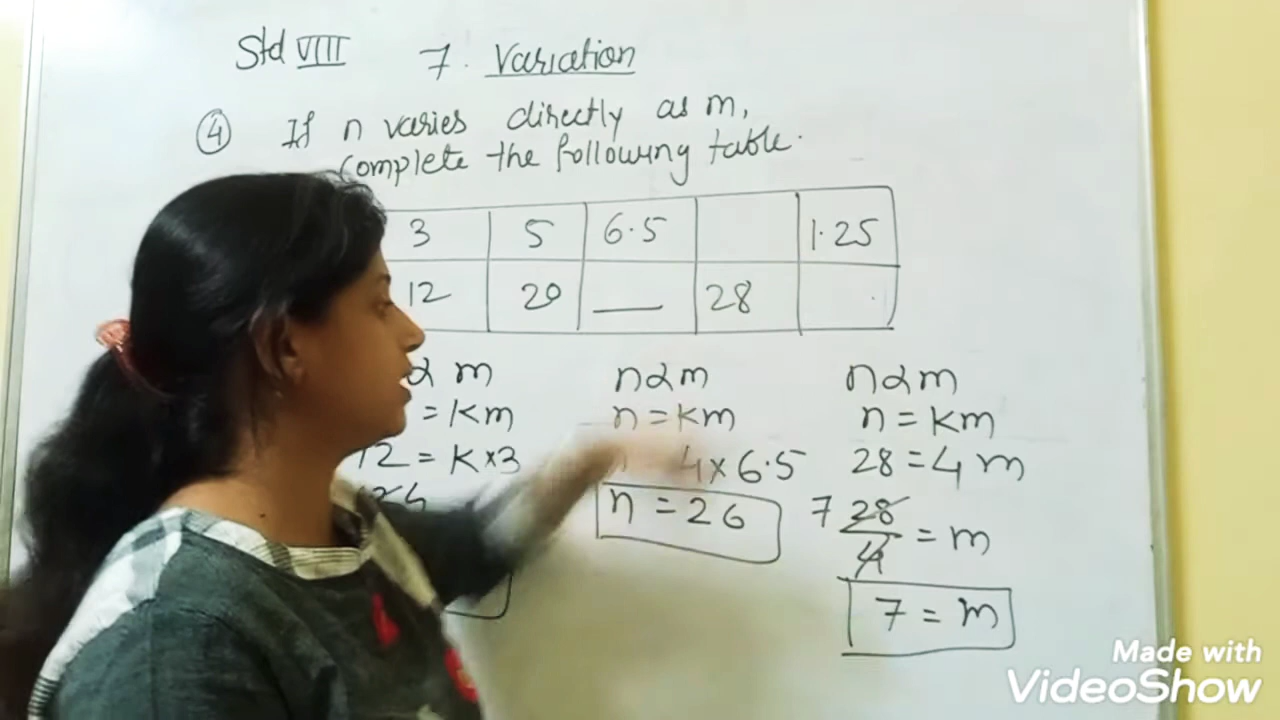 Std VIII 7. Variation
④ If n varies directly as m,
Complete the following table.
3 5 6.5 1.25
12 20 __ 28
α m
= km
12 = k×3
n α m
n = km
4 × 6.5
n = 26
n α m
n = km
28 = 4 m
7 28/4 = m
7 = m
Made with
VideoShow